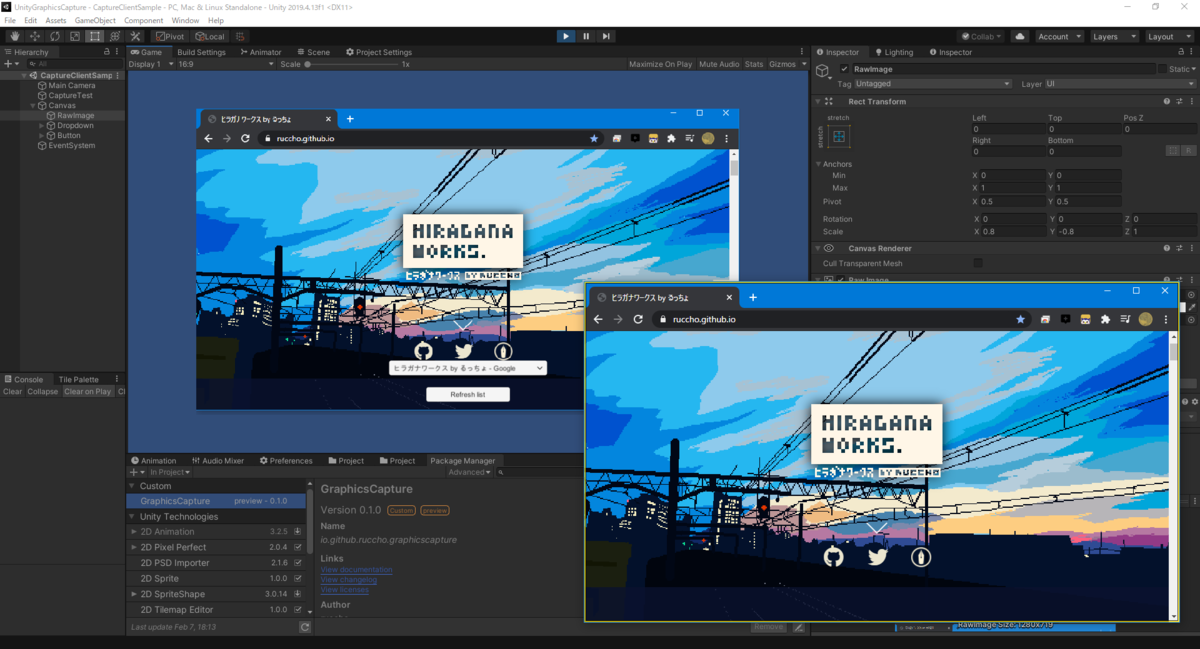 UnityGraphicsCapture - CaptureClientSample - PC, Mac & Linux Standalone - Unity 2019.4.13f1 <DX11>
File Edit Assets GameObject Component Window Help
Pivot Local Collab Account Layers Layout
Hierarchy
All
CaptureClientSamp
Main Camera
CaptureTest
Canvas
RawImage
Dropdown
Button
EventSystem
Console Tile Palette
Clear Collapse Clear on Play
Game Build Settings Animator Scene Project Settings
Display 1 16:9 Scale 1x Maximize On Play Mute Audio Stats Gizmos
ヒラガナワークス by るっちょ
ruccho.github.io
HIRAGANA
WORKS.
ヒラガナワークス BY RUCCHO
ヒラガナワークス by るっちょ - Google
Refresh list
ヒラガナワークス by るっちょ
ruccho.github.io
HIRAGANA
WORKS.
ヒラガナワークス BY RUCCHO
Animation Audio Mixer Preferences Project Project Package Manager
In Project Advanced
Custom
GraphicsCapture preview - 0.1.0
Unity Technologies
2D Animation 3.2.5
2D Pixel Perfect 2.0.4
2D PSD Importer 2.1.6
2D Sprite 1.0.0
2D SpriteShape 3.0.14
2D Tilemap Editor 1.0.0
Last update Feb 7, 18:13
GraphicsCapture
Version 0.1.0 Custom preview
Name
io.github.ruccho.graphicscapture
Links
View documentation
View changelog
View licenses
Author
Remove
Inspector Lighting Inspector
RawImage Static
Tag Untagged Layer UI
Rect Transform
stretch
stretch
Left Top Pos Z
0 0 0
Right Bottom
0 0
R
Anchors
Min X 0 Y 0
Max X 1 Y 1
Pivot X 0.5 Y 0.5
Rotation X 0 Y 0 Z 0
Scale X 0.8 Y -0.8 Z 1
Canvas Renderer
Cull Transparent Mesh
Raw Image
RawImage Size: 1280x719